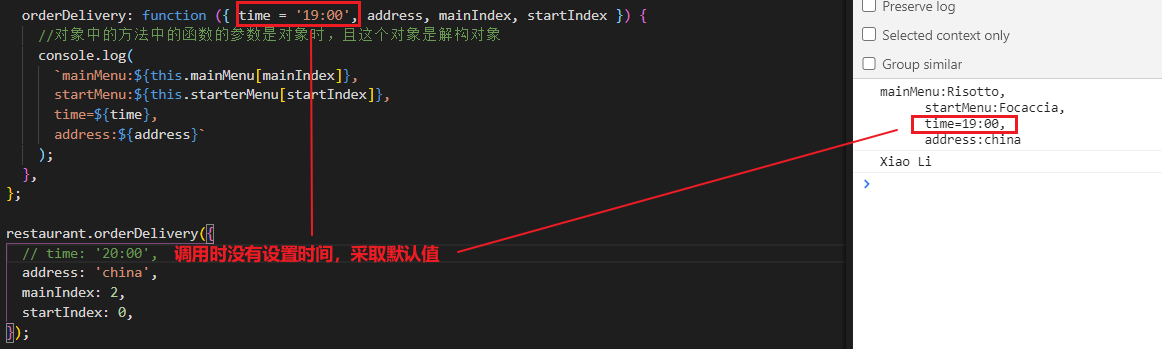 orderDelivery: function ({ time = '19:00', address, mainIndex, startIndex }) {
//对象中的方法中的函数的参数是对象时，且这个对象是解构对象
console.log(
`mainMenu:${this.mainMenu[mainIndex]},
startMenu:${this.starterMenu[startIndex]},
time=${time},
address:${address}`
);
},
};
restaurant.orderDelivery({
// time: '20:00',
调用时没有设置时间，采取默认值
address: 'china',
mainIndex: 2,
startIndex: 0,
});
Preserve log
Selected context only
Group similar
mainMenu:Risotto,
startMenu:Focaccia,
time=19:00,
address:china
Xiao Li